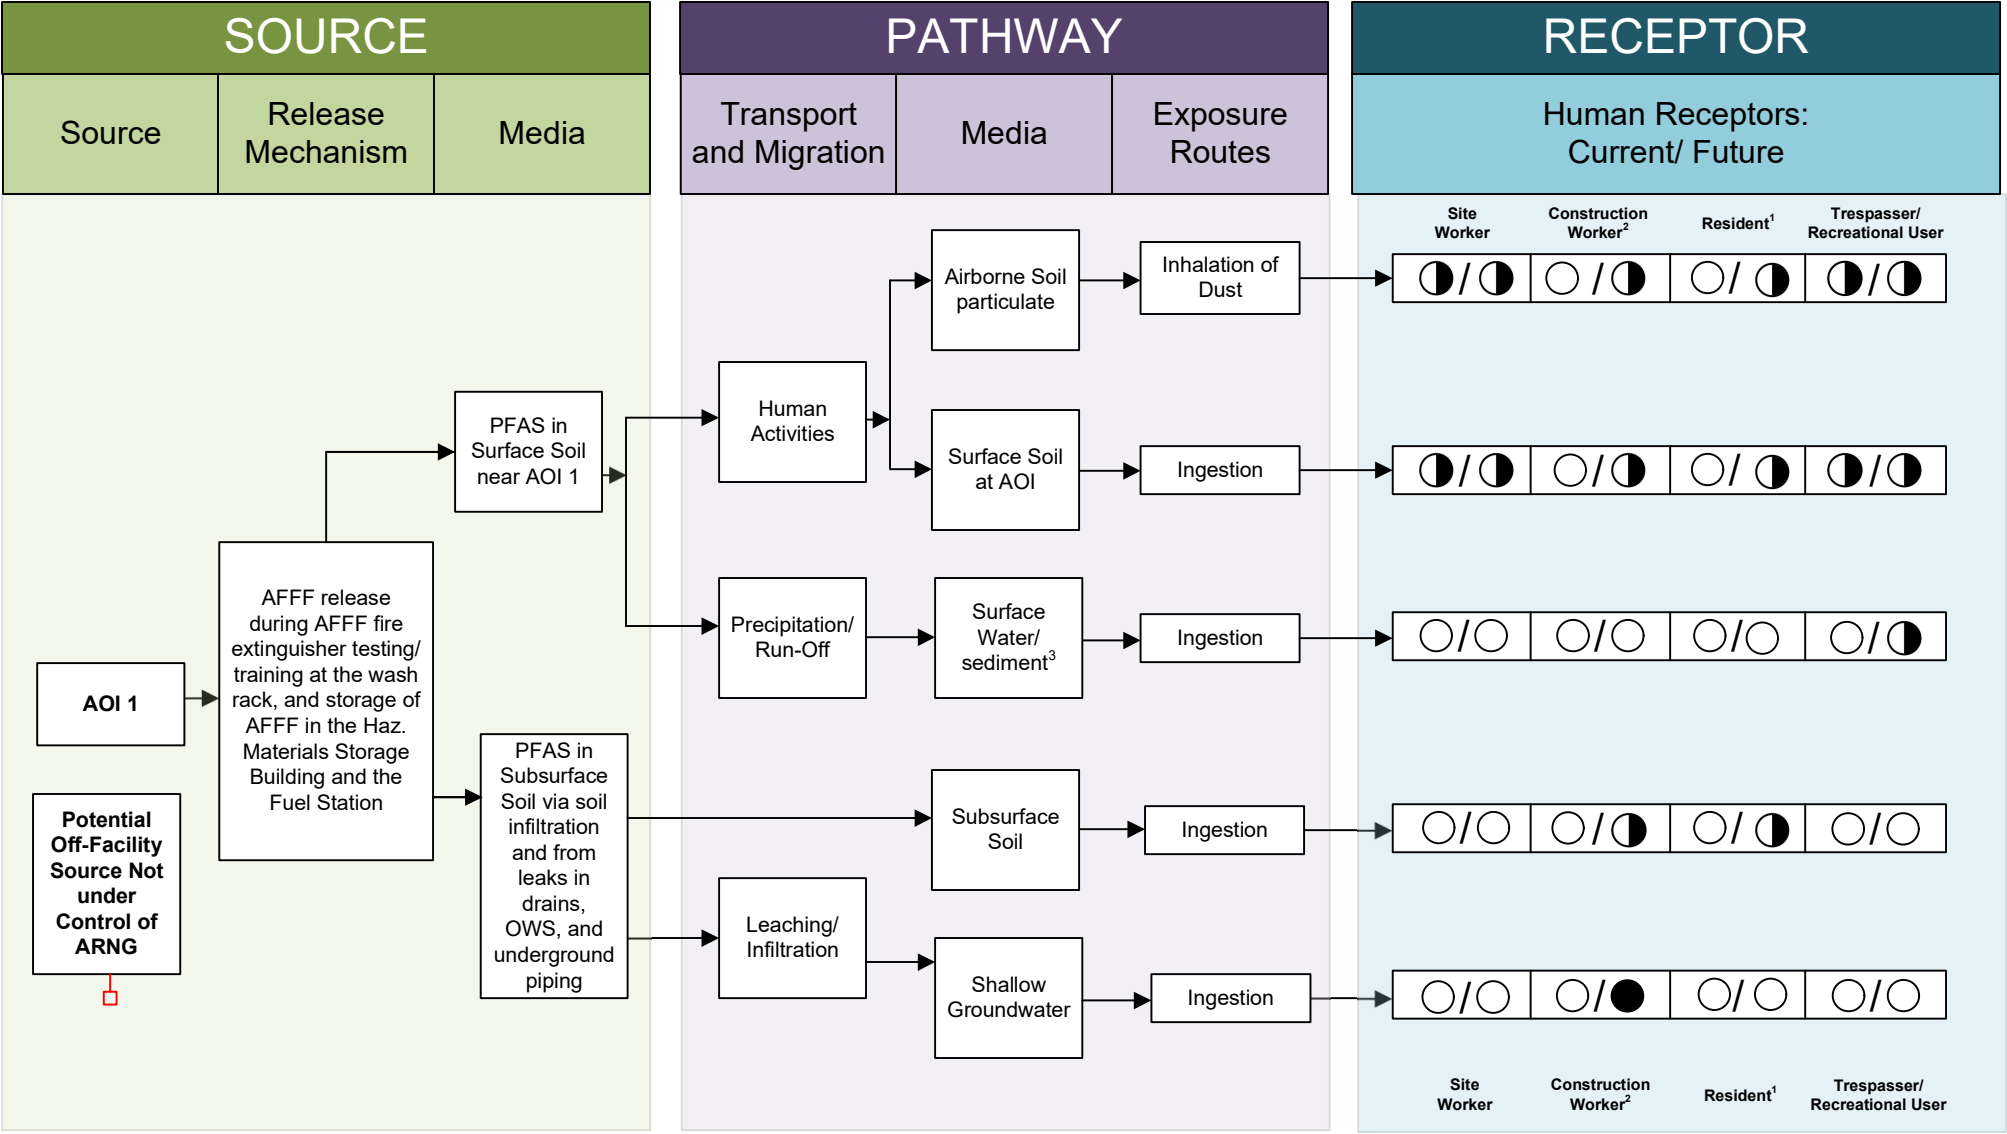 SOURCE
PATHWAY
RECEPTOR
Source
Release
Mechanism
Media
Transport
and Migration
Media
Exposure
Routes
Human Receptors:
Current/ Future
Site
Worker
Construction
Worker2
Resident1
Trespasser/
Recreational User
Airborne Soil
particulate
Inhalation of
Dust
/
/
/
/
Human
Activities
PFAS in
Surface Soil
near AOI 1
Surface Soil
at AOI
Ingestion
/
/
/
/
AFFF release
during AFFF fire
extinguisher testing/
training at the wash
rack, and storage of
AFFF in the Haz.
Materials Storage
Building and the
Fuel Station
Precipitation/
Run-Off
Surface
Water/
sediment3
Ingestion
/
/
/
/
AOI 1
PFAS in
Subsurface
Soil via soil
infiltration
and from
leaks in
drains,
OWS, and
underground
piping
Subsurface
Soil
Ingestion
/
/
/
/
Potential
Off-Facility
Source Not
under
Control of
ARNG
Leaching/
Infiltration
Shallow
Groundwater
Ingestion
/
/
/
/
Site
Worker
Construction
Worker2
Resident1
Trespasser/
Recreational User